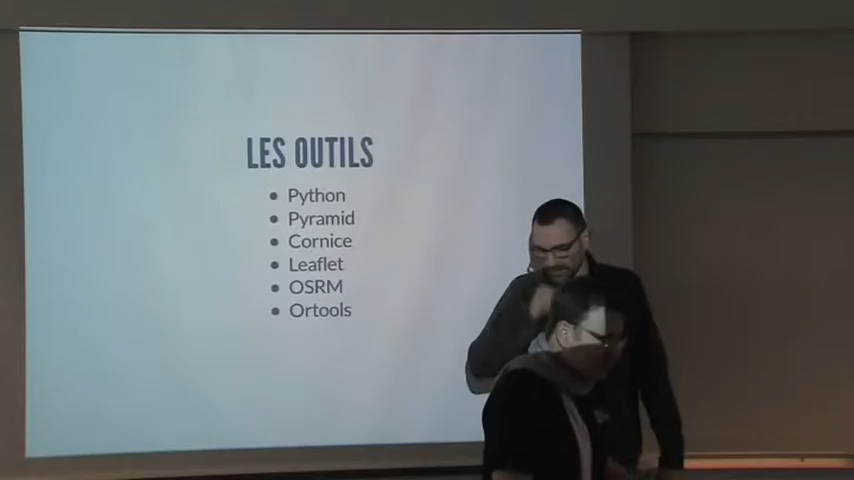 LES OUTILS
Python
Pyramid
Cornice
Leaflet
OSRM
Ortools